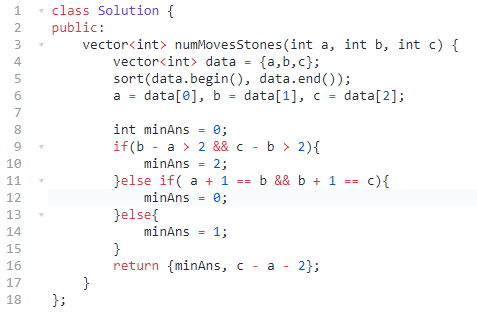 1 class Solution {
2 public:
3     vector<int> numMovesStones(int a, int b, int c) {
4         vector<int> data = {a,b,c};
5         sort(data.begin(), data.end());
6         a = data[0], b = data[1], c = data[2];
7
8         int minAns = 0;
9         if(b - a > 2 && c - b > 2){
10             minAns = 2;
11         }else if( a + 1 == b && b + 1 == c){
12             minAns = 0;
13         }else{
14             minAns = 1;
15         }
16         return {minAns, c - a - 2};
17     }
18 };